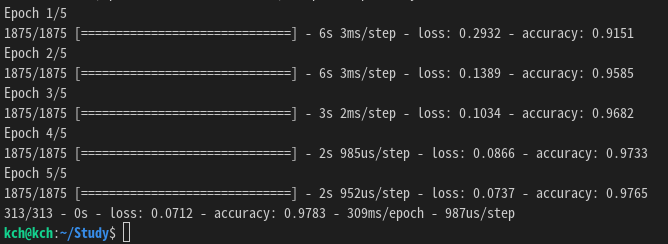 Epoch 1/5
1875/1875 [==============================] - 6s 3ms/step - loss: 0.2932 - accuracy: 0.9151
Epoch 2/5
1875/1875 [==============================] - 6s 3ms/step - loss: 0.1389 - accuracy: 0.9585
Epoch 3/5
1875/1875 [==============================] - 3s 2ms/step - loss: 0.1034 - accuracy: 0.9682
Epoch 4/5
1875/1875 [==============================] - 2s 985us/step - loss: 0.0866 - accuracy: 0.9733
Epoch 5/5
1875/1875 [==============================] - 2s 952us/step - loss: 0.0737 - accuracy: 0.9765
313/313 - 0s - loss: 0.0712 - accuracy: 0.9783 - 309ms/epoch - 987us/step
kch@kch:~/Study$